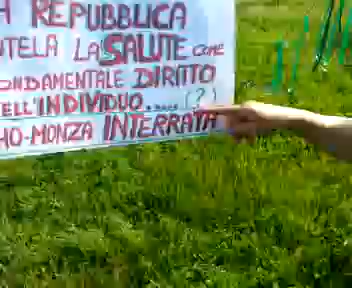 A REPUBBLICA
UTELA LA SALUTE COME
ONDAMENTALE DIRITTO
ELL'INDIVIDUO.....(?)
HO-MONZA INTERRATA